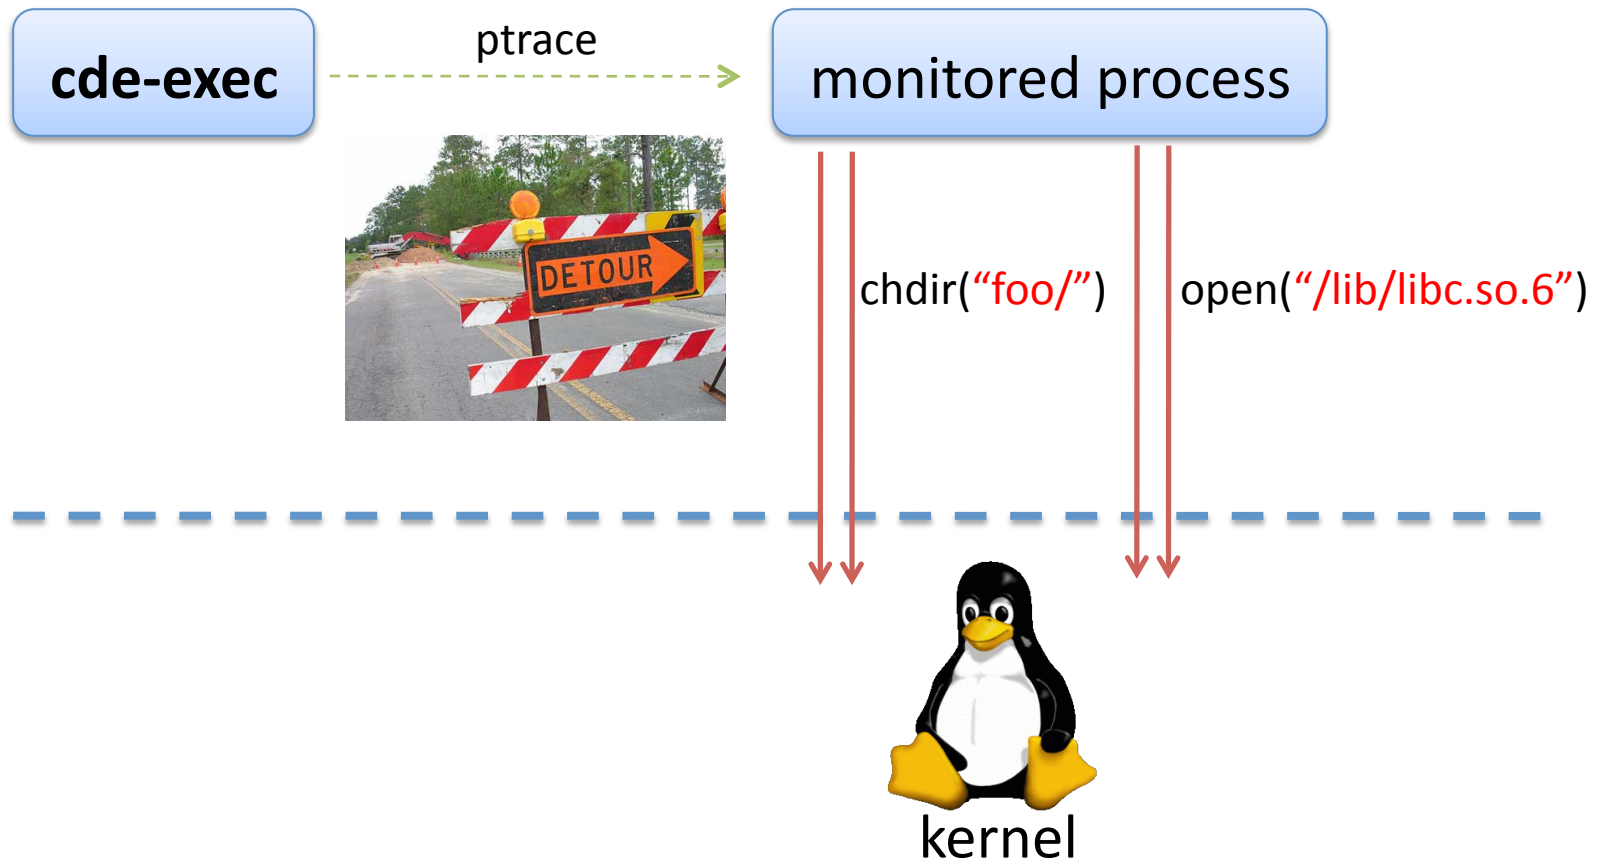 cde-exec
ptrace
monitored process
DETOUR
chdir(“foo/”)
open(“/lib/libc.so.6”)
kernel